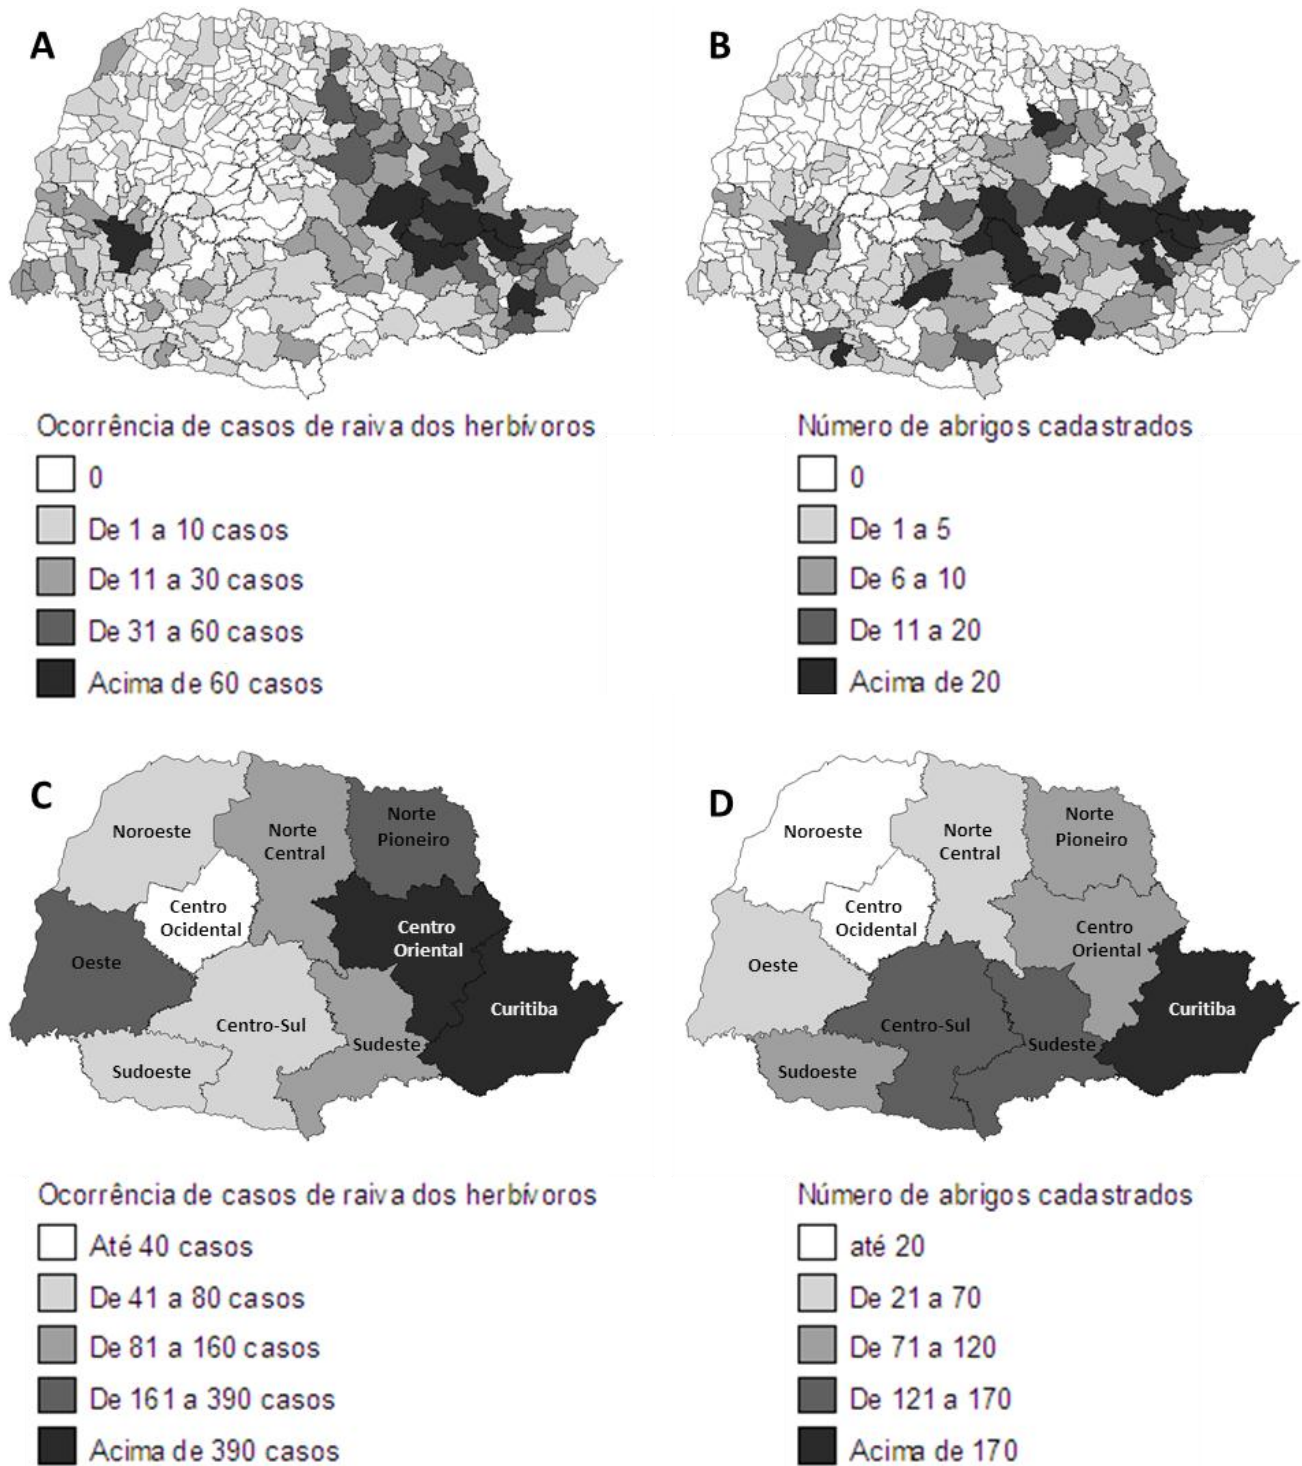 A
B
Ocorrência de casos de raiva dos herbívoros
0
De 1 a 10 casos
De 11 a 30 casos
De 31 a 60 casos
Acima de 60 casos
Número de abrigos cadastrados
0
De 1 a 5
De 6 a 10
De 11 a 20
Acima de 20
C
Noroeste
Norte
Central
Norte
Pioneiro
Centro
Ocidental
Centro
Oriental
Oeste
Curitiba
Centro-Sul
Sudeste
Sudoeste
D
Noroeste
Norte
Central
Norte
Pioneiro
Centro
Ocidental
Centro
Oriental
Oeste
Curitiba
Centro-Sul
Sudeste
Sudoeste
Ocorrência de casos de raiva dos herbívoros
Até 40 casos
De 41 a 80 casos
De 81 a 160 casos
De 161 a 390 casos
Acima de 390 casos
Número de abrigos cadastrados
até 20
De 21 a 70
De 71 a 120
De 121 a 170
Acima de 170